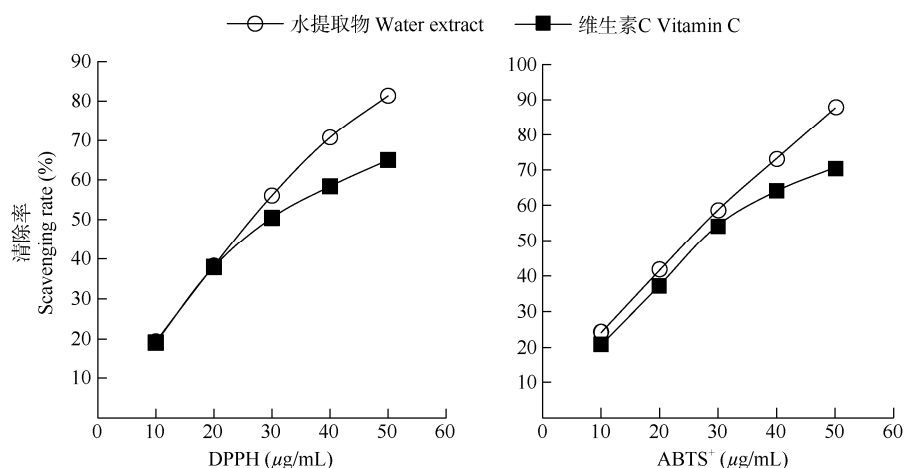 水提取物 Water extract
维生素C Vitamin C
清除率
Scavenging rate (%)
90
80
70
60
50
40
30
20
10
0 10 20 30 40 50 60
DPPH (μg/mL)
100
90
80
70
60
50
40
30
20
10
0 10 20 30 40 50 60
ABTS⁺ (μg/mL)